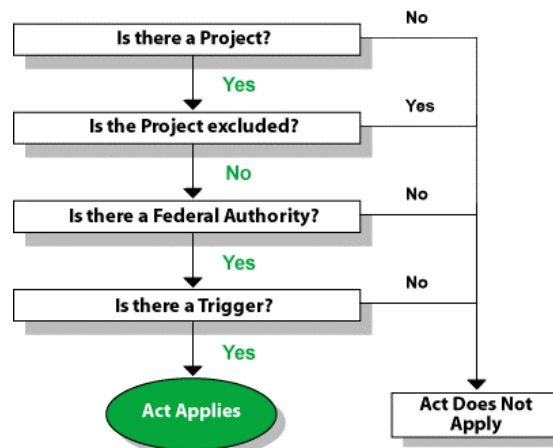 Is there a Project?
No
Yes
Is the Project excluded?
Yes
No
Is there a Federal Authority?
No
Yes
Is there a Trigger?
No
Yes
Act Applies
Act Does Not
Apply